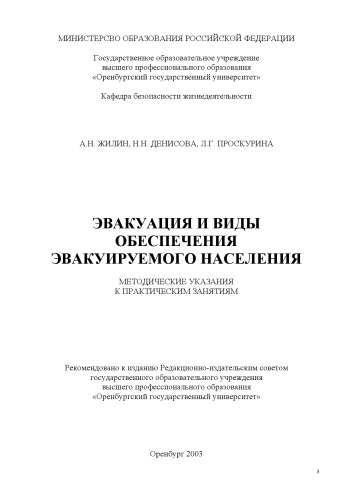 МИНИСТЕРСВО ОБРАЗОВАНИЯ РОССИЙСКОЙ ФЕДЕРАЦИИ
Государственное образовательное учреждение
высшего профессионального образования
«Оренбургский государственный университет»
Кафедра безопасности жизнедеятельности
А.Н. ЖИЛИН, Н.Н. ДЕНИСОВА, Л.Г. ПРОСКУРИНА
ЭВАКУАЦИЯ И ВИДЫ
ОБЕСПЕЧЕНИЯ
ЭВАКУИРУЕМОГО НАСЕЛЕНИЯ
МЕТОДИЧЕСКИЕ УКАЗАНИЯ
К ПРАКТИЧЕСКИМ ЗАНЯТИЯМ
Рекомендовано к изданию Редакционно-издательским советом
государственного образовательного учреждения
высшего профессионального образования
«Оренбургский государственный университет»
Оренбург 2003